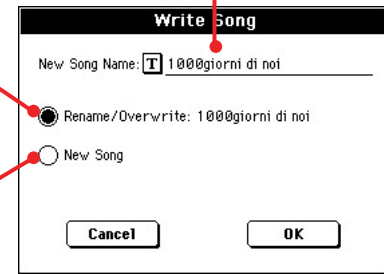 Write Song
New Song Name: T 1000giorni di noi
Rename/Overwrite: 1000giorni di noi
New Song
Cancel OK